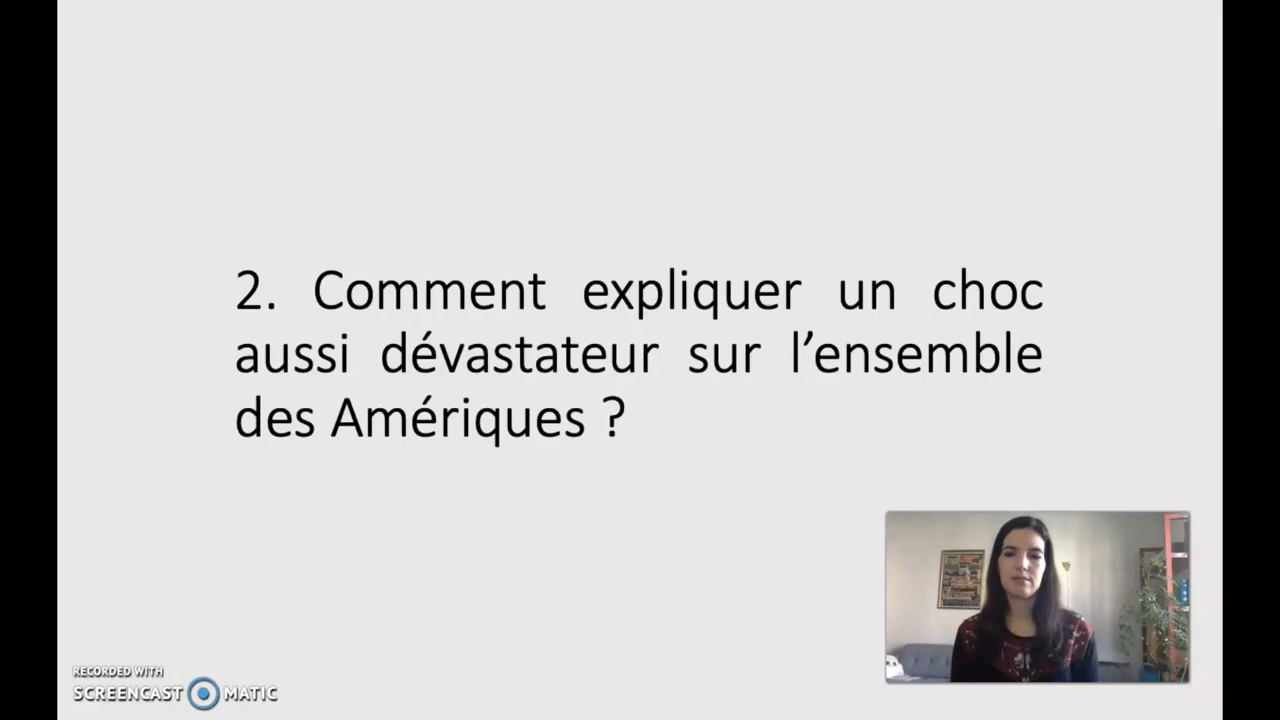 2. Comment expliquer un choc
aussi dévastateur sur l’ensemble
des Amériques ?
RECORDED WITH
SCREENCAST MATIC